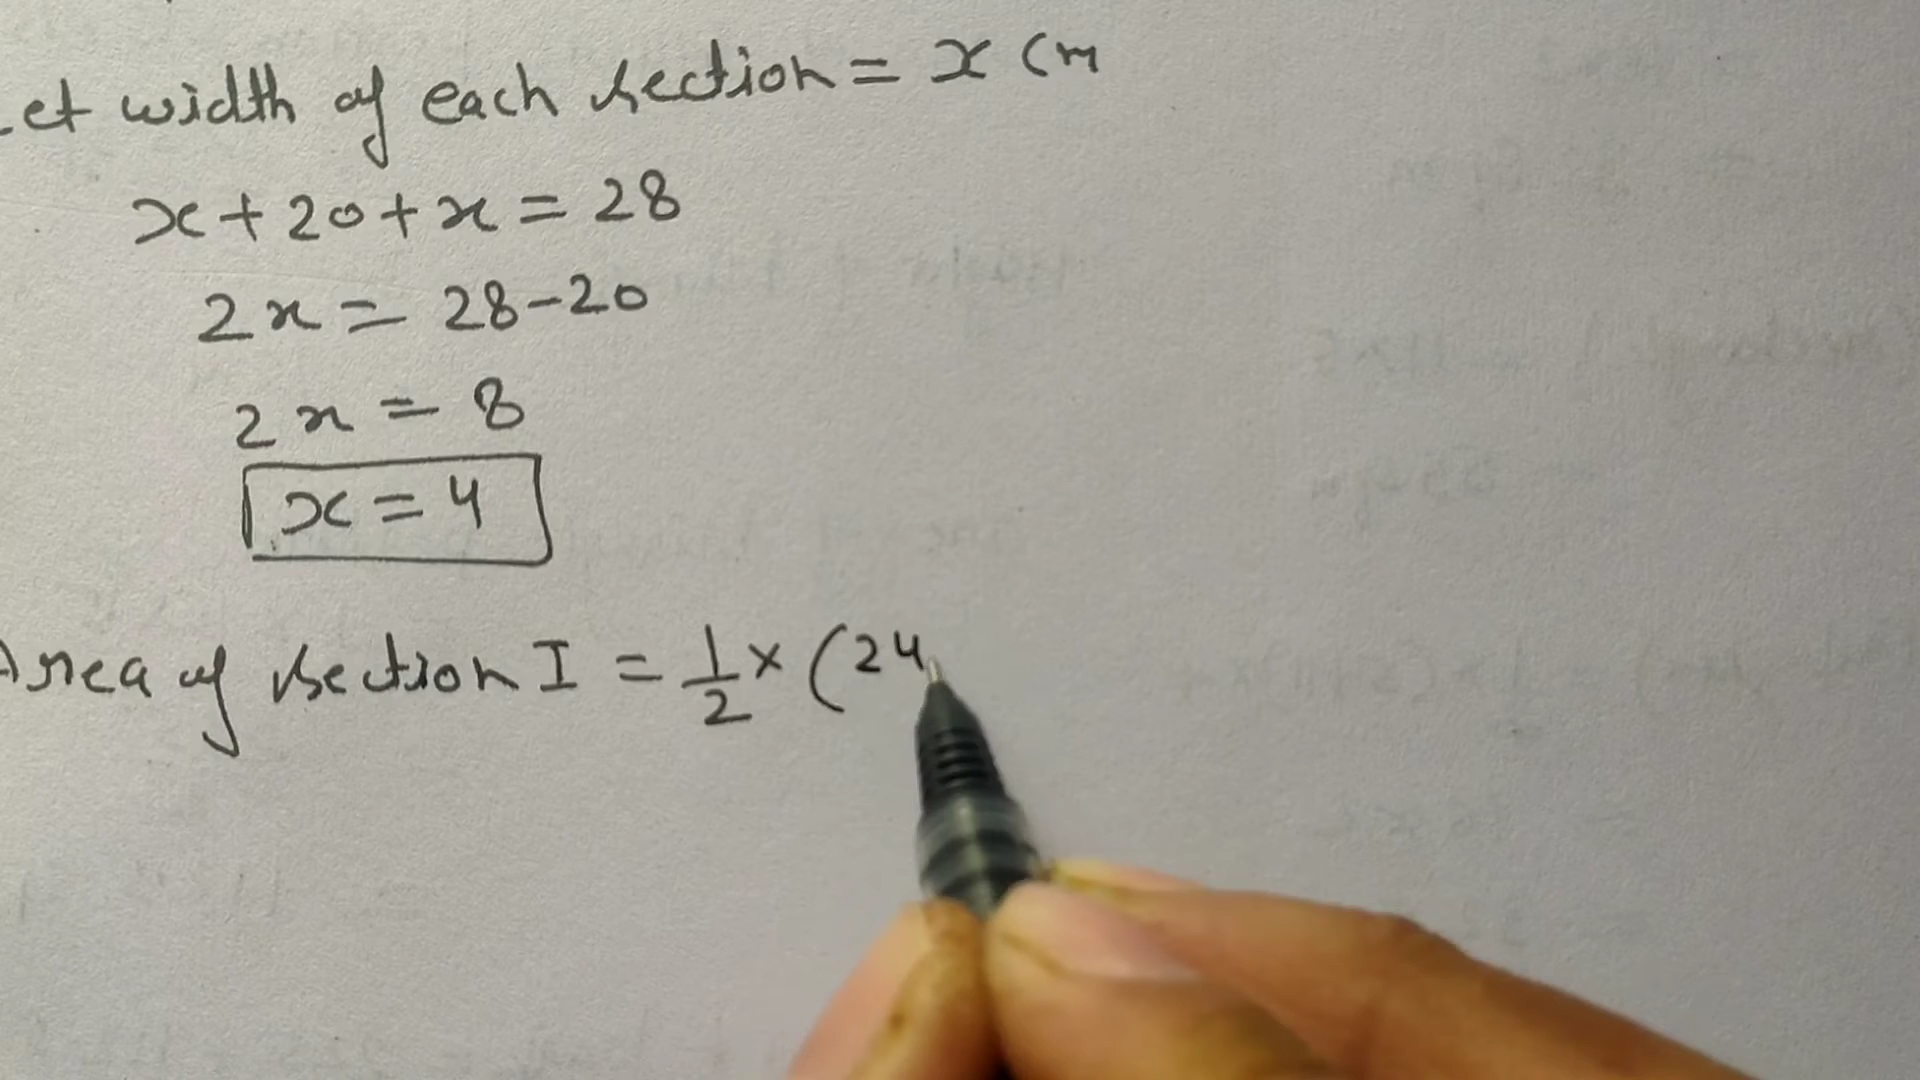 Let width of each section = x cm
x + 20 + x = 28
2x = 28 - 20
2x = 8
x = 4
Area of section I = 1/2 × (24